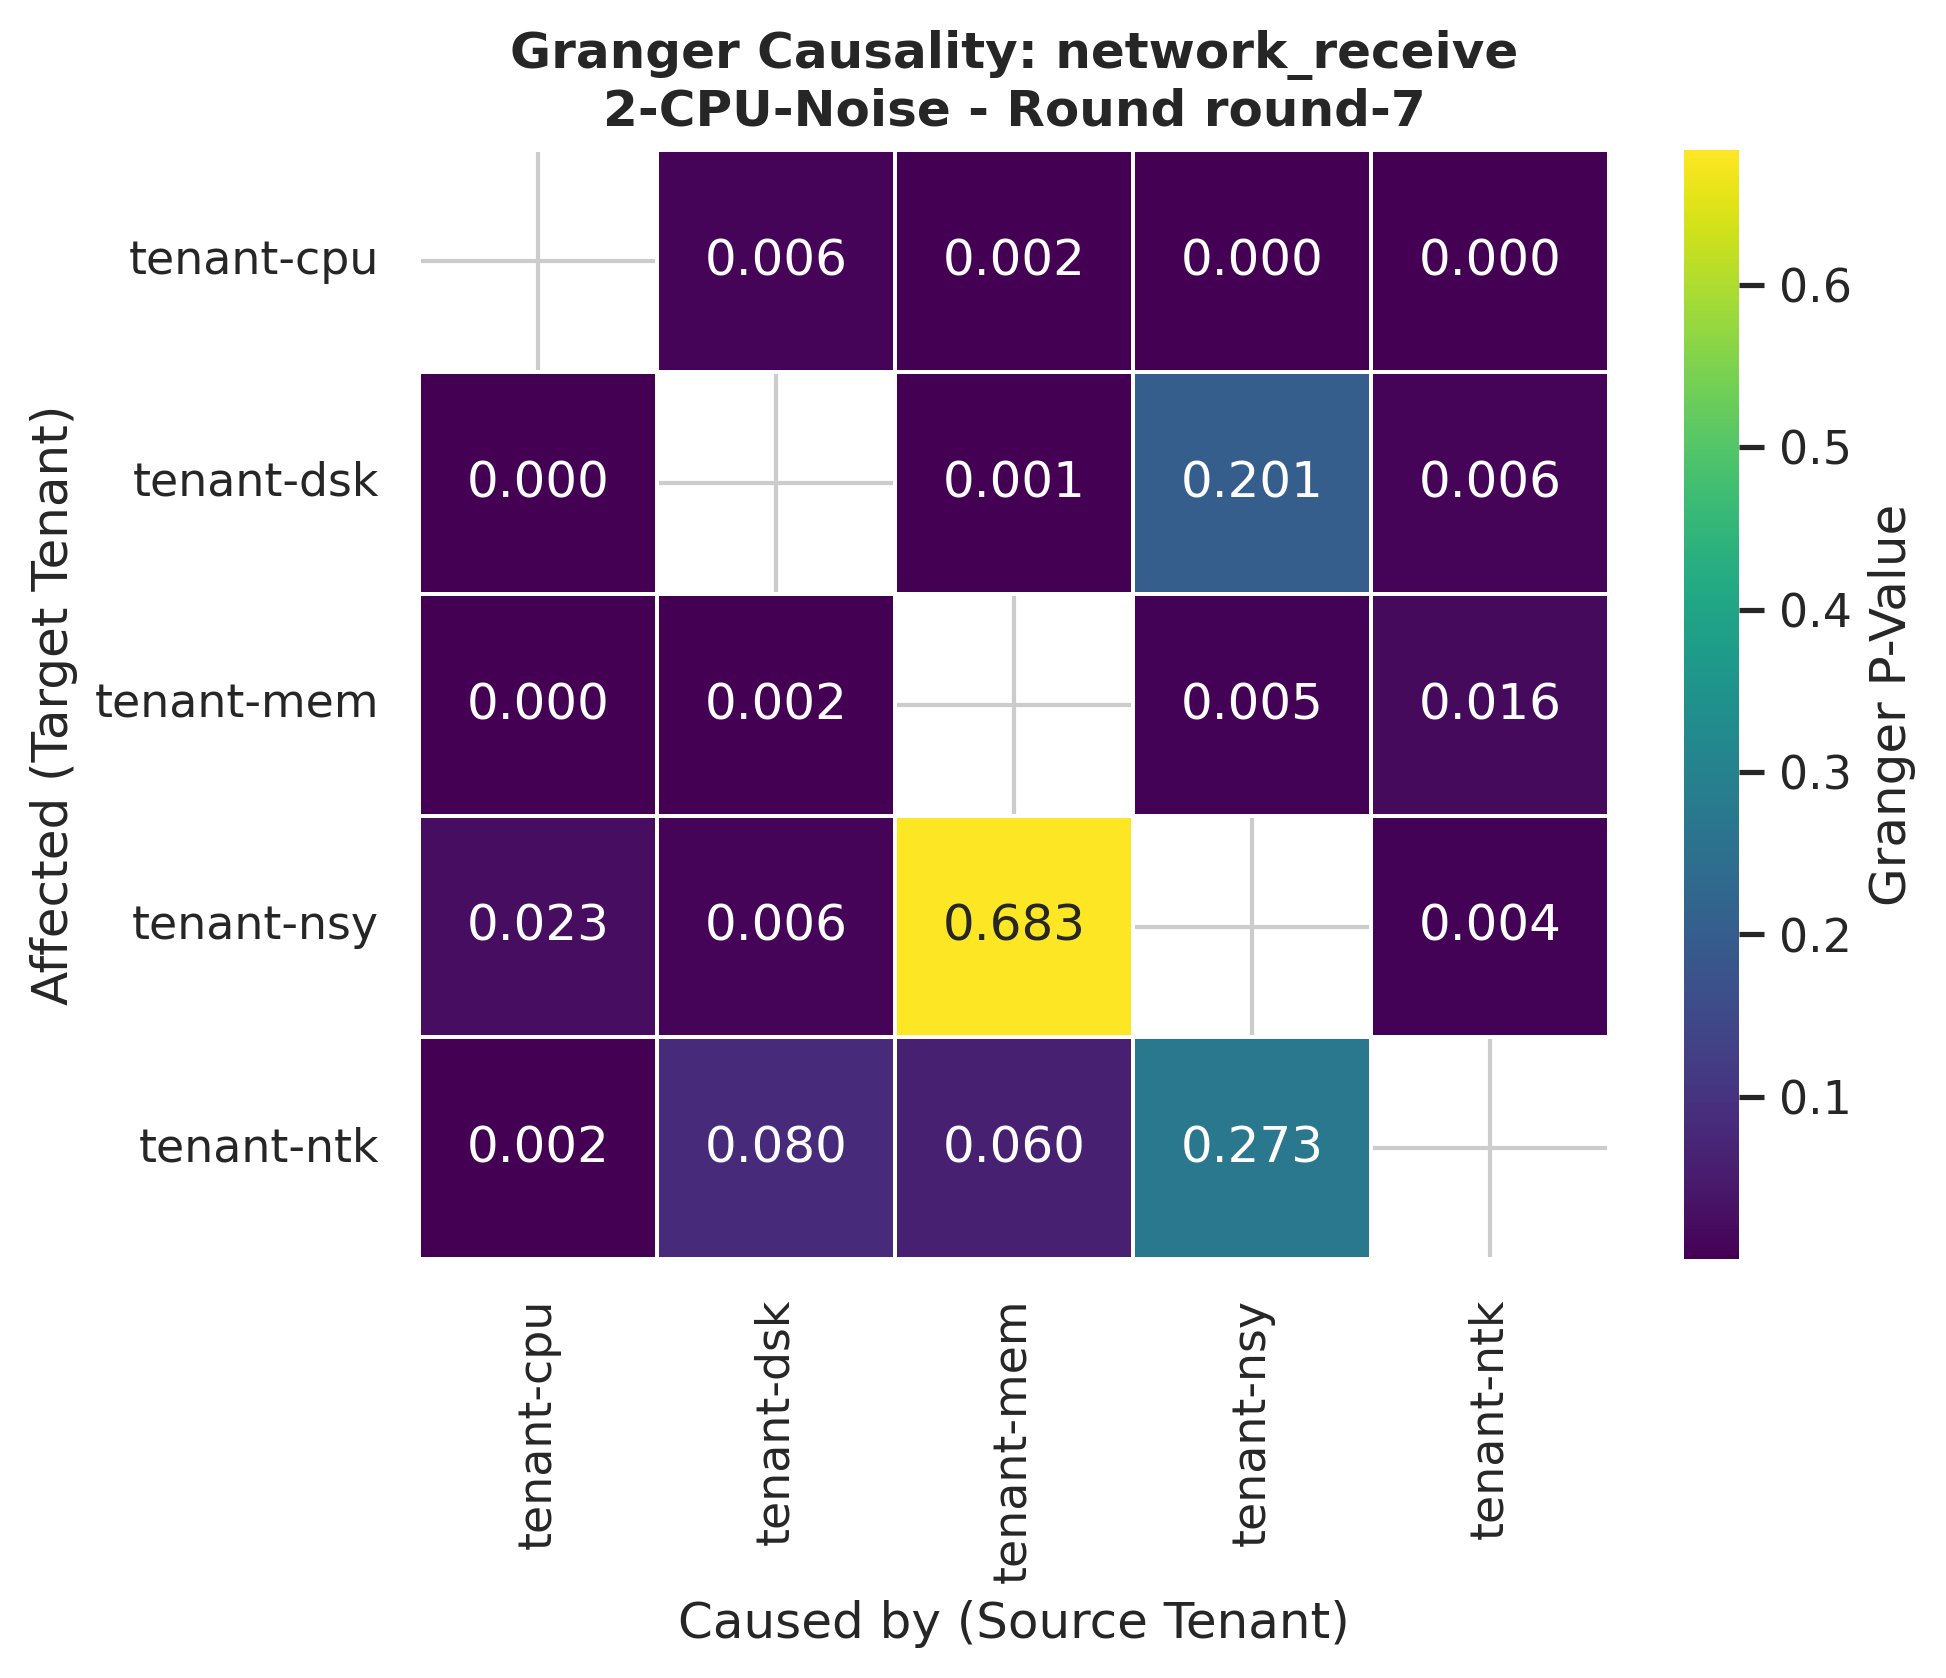 Granger Causality: network_receive
2-CPU-Noise - Round round-7
Affected (Target Tenant)
tenant-cpu 0.006 0.002 0.000 0.000
tenant-dsk 0.000 0.001 0.201 0.006
tenant-mem 0.000 0.002 0.005 0.016
tenant-nsy 0.023 0.006 0.683 0.004
tenant-ntk 0.002 0.080 0.060 0.273
tenant-cpu
tenant-dsk
tenant-mem
tenant-nsy
tenant-ntk
Caused by (Source Tenant)
0.6
0.5
0.4
0.3
0.2
0.1
Granger P-Value